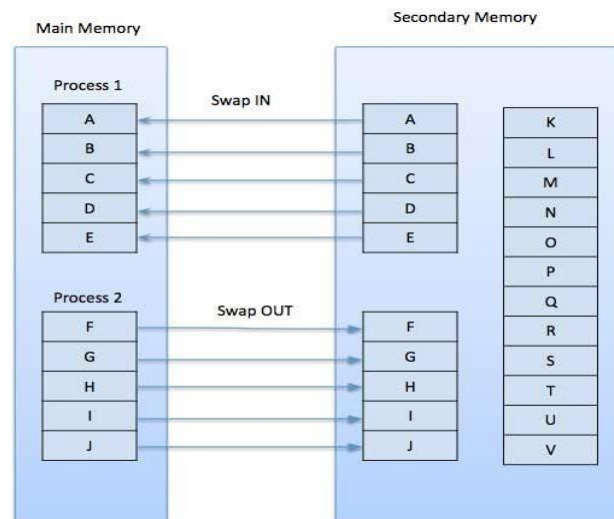 Main Memory
Secondary Memory
Process 1
Swap IN
A
B
C
D
E
Process 2
Swap OUT
F
G
H
I
J
A
B
C
D
E
F
G
H
I
J
K
L
M
N
O
P
Q
R
S
T
U
V